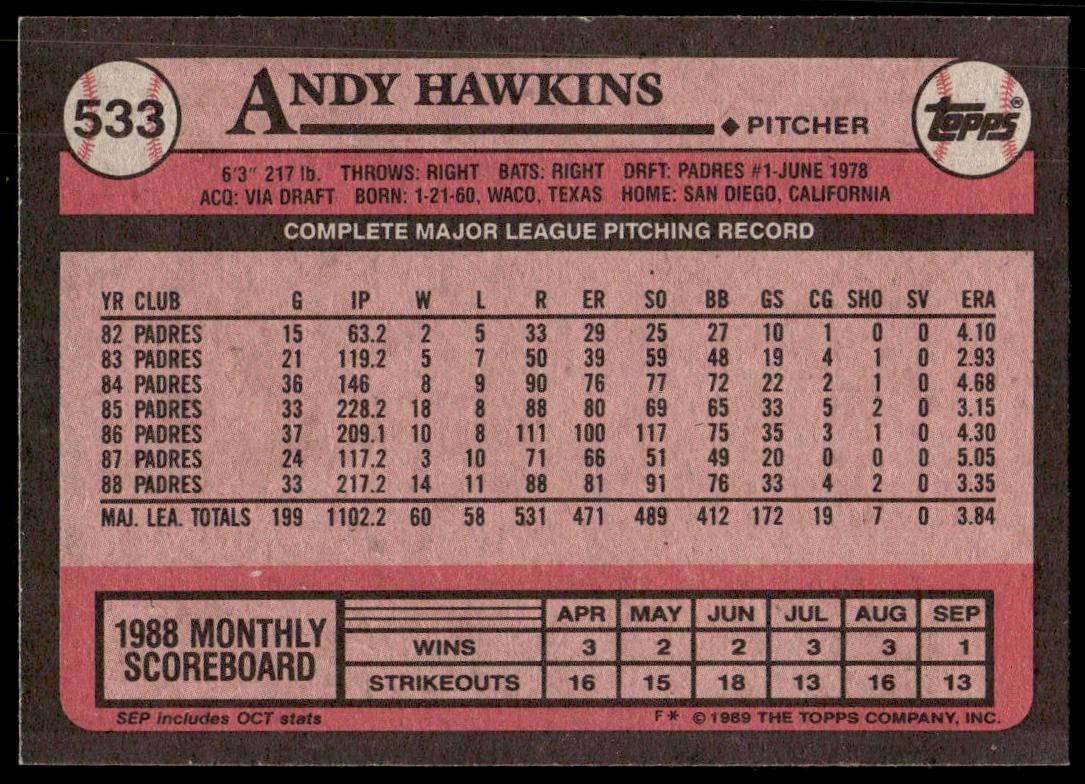 533
ANDY HAWKINS
topps®
PITCHER
6'3" 217 lb. THROWS: RIGHT BATS: RIGHT DRFT: PADRES #1-JUNE 1978
ACQ: VIA DRAFT BORN: 1-21-60, WACO, TEXAS HOME: SAN DIEGO, CALIFORNIA
COMPLETE MAJOR LEAGUE PITCHING RECORD
YR CLUB G IP W L R ER SO BB GS CG SHO SV ERA
82 PADRES 15 63.2 2 5 33 29 25 27 10 1 0 0 4.10
83 PADRES 21 119.2 5 7 50 39 59 48 19 4 1 0 2.93
84 PADRES 36 146 8 9 90 76 77 72 22 2 1 0 4.68
85 PADRES 33 228.2 18 8 88 80 69 65 33 5 2 0 3.15
86 PADRES 37 209.1 10 8 111 100 117 75 35 3 1 0 4.30
87 PADRES 24 117.2 3 10 71 66 51 49 20 0 0 0 5.05
88 PADRES 33 217.2 14 11 88 81 91 76 33 4 2 0 3.35
MAJ. LEA. TOTALS 199 1102.2 60 58 531 471 489 412 172 19 7 0 3.84
1988 MONTHLY
SCOREBOARD
APR MAY JUN JUL AUG SEP
WINS 3 2 2 3 3 1
STRIKEOUTS 16 15 18 13 16 13
SEP includes OCT stats
F* © 1989 THE TOPPS COMPANY, INC.